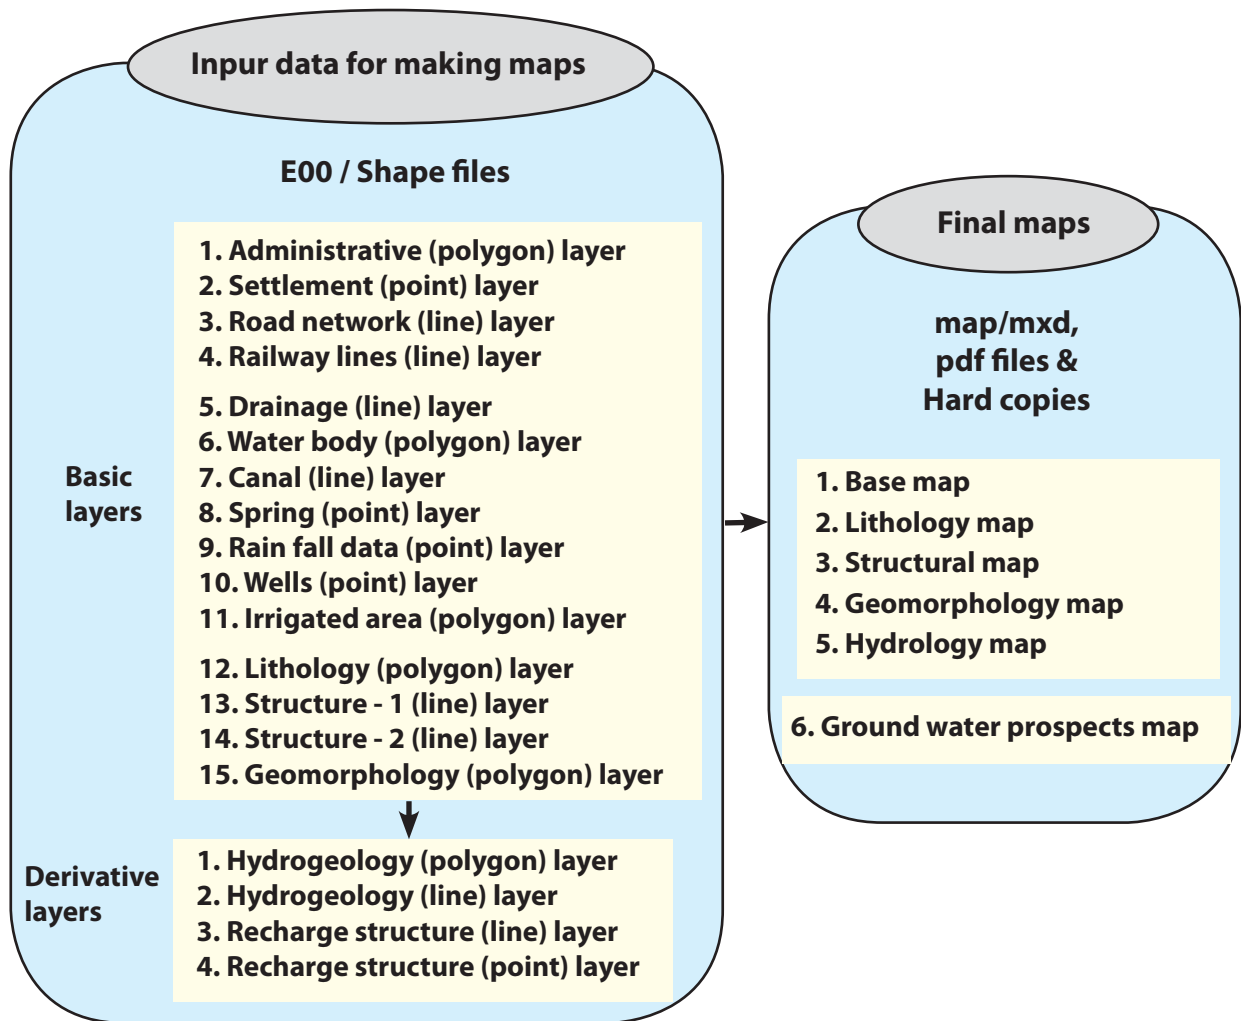 Inpur data for making maps
E00 / Shape files
Basic
layers
1. Administrative (polygon) layer
2. Settlement (point) layer
3. Road network (line) layer
4. Railway lines (line) layer
5. Drainage (line) layer
6. Water body (polygon) layer
7. Canal (line) layer
8. Spring (point) layer
9. Rain fall data (point) layer
10. Wells (point) layer
11. Irrigated area (polygon) layer
12. Lithology (polygon) layer
13. Structure - 1 (line) layer
14. Structure - 2 (line) layer
15. Geomorphology (polygon) layer
Derivative
layers
1. Hydrogeology (polygon) layer
2. Hydrogeology (line) layer
3. Recharge structure (line) layer
4. Recharge structure (point) layer
Final maps
map/mxd,
pdf files &
Hard copies
1. Base map
2. Lithology map
3. Structural map
4. Geomorphology map
5. Hydrology map
6. Ground water prospects map